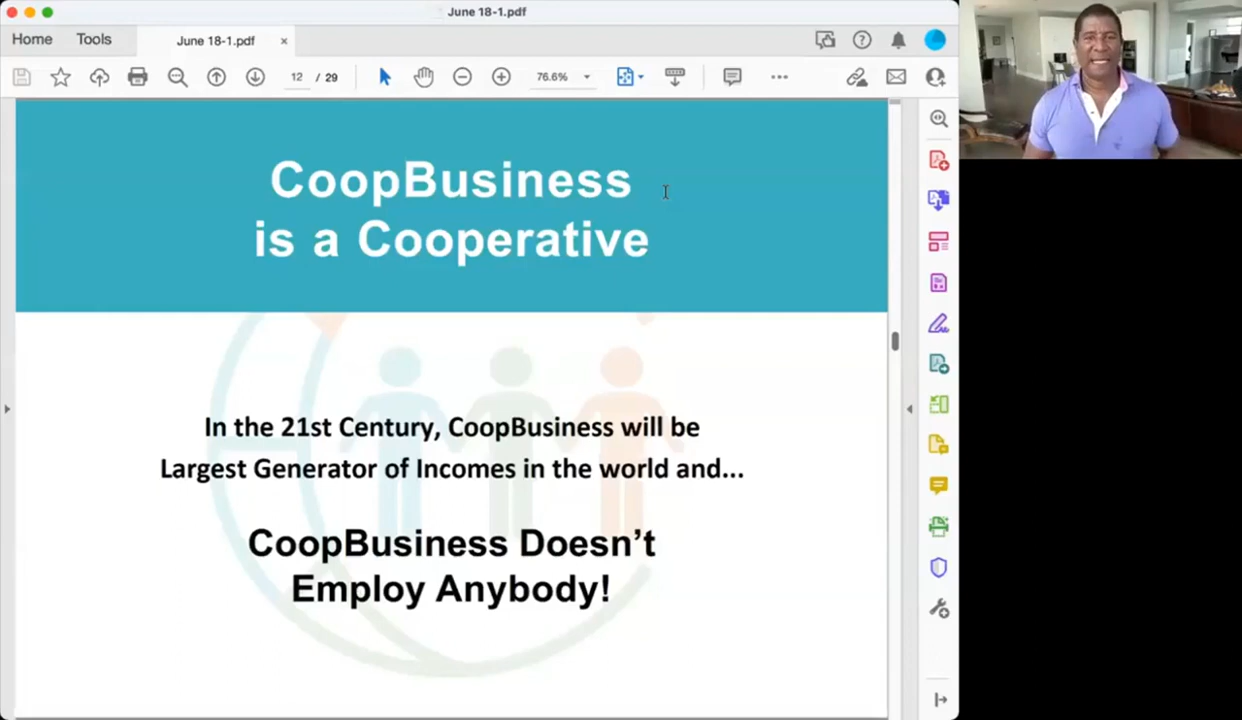 June 18-1.pdf
Home
Tools
June 18-1.pdf
12 / 29
76.6%
CoopBusiness
is a Cooperative
In the 21st Century, CoopBusiness will be
Largest Generator of Incomes in the world and...
CoopBusiness Doesn't
Employ Anybody!